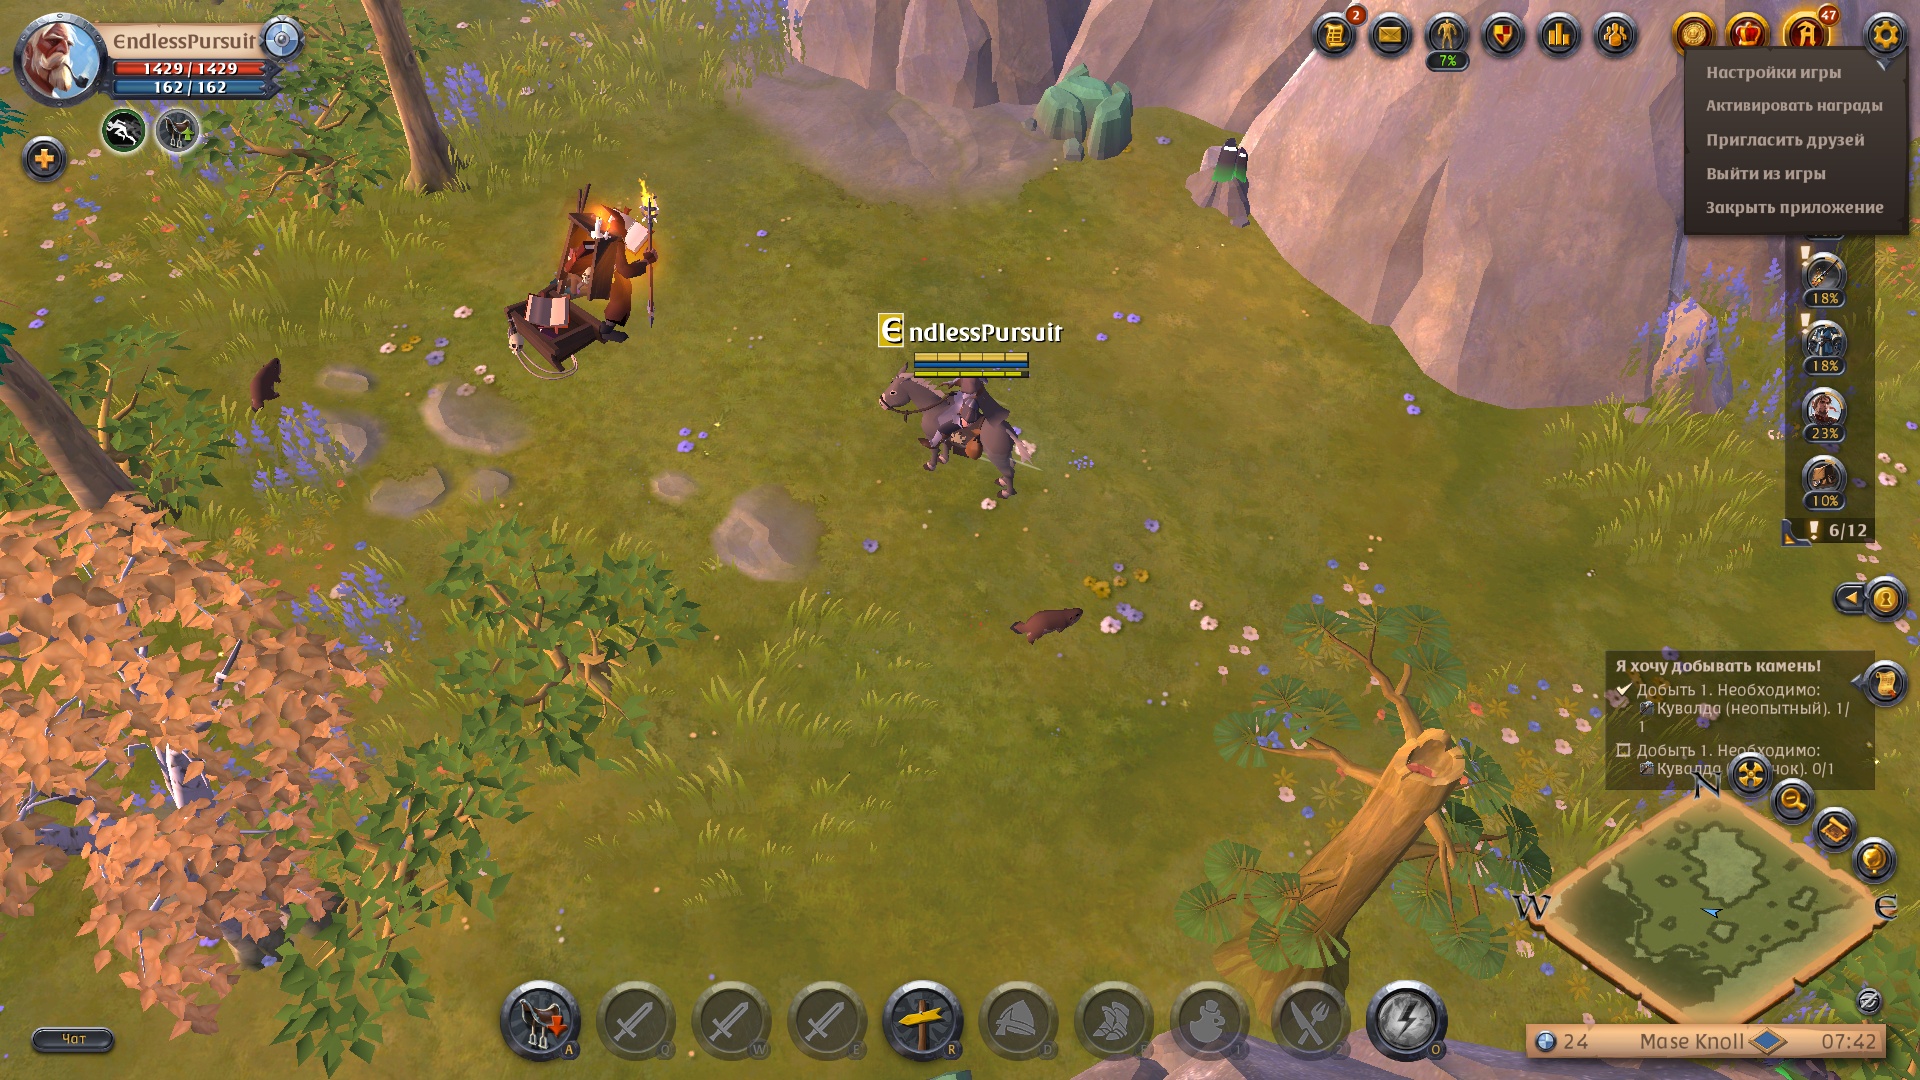 EndlessPursuit
1429 / 1429
162 / 162
2
7%
47
Настройки игры
Активировать награды
Пригласить друзей
Выйти из игры
Закрыть приложение
18%
18%
23%
10%
6/12
EndlessPursuit
Я хочу добывать камень!
Добыть 1. Необходимо:
Кувалда (неопытный). 1/
1
Добыть 1. Необходимо:
Кувалда 0/1
N
W
E
A
Q
W
E
R
D
F
1
2
O
Чат
24
Mase Knoll
07:42